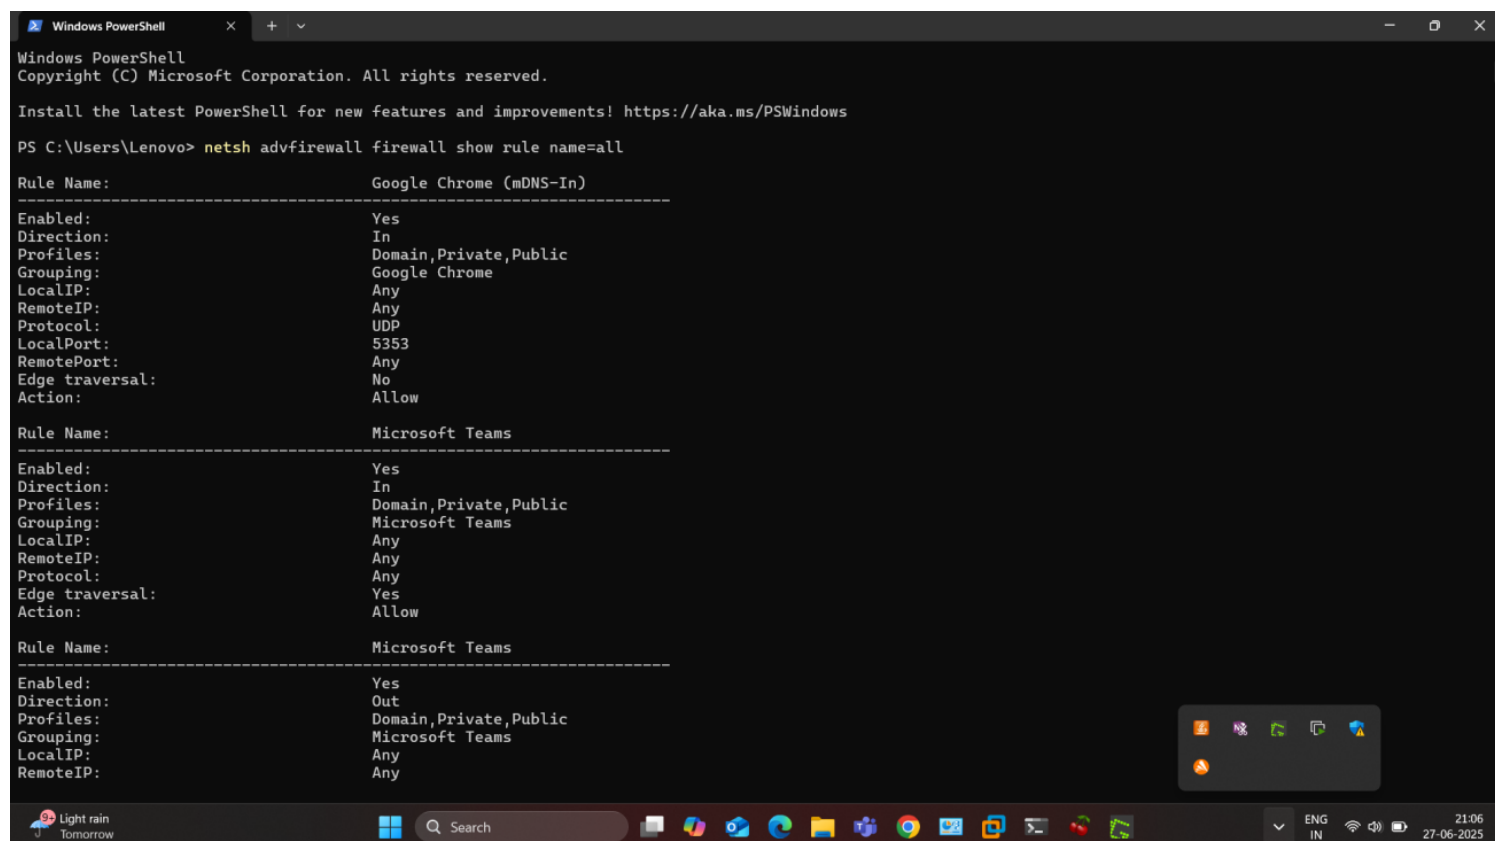 Windows PowerShell
Windows PowerShell
Copyright (C) Microsoft Corporation. All rights reserved.
Install the latest PowerShell for new features and improvements! https://aka.ms/PSWindows
PS C:\Users\Lenovo> netsh advfirewall firewall show rule name=all
Rule Name: Google Chrome (mDNS-In)
----------------------------------------------------------------------
Enabled: Yes
Direction: In
Profiles: Domain,Private,Public
Grouping: Google Chrome
LocalIP: Any
RemoteIP: Any
Protocol: UDP
LocalPort: 5353
RemotePort: Any
Edge traversal: No
Action: Allow
Rule Name: Microsoft Teams
----------------------------------------------------------------------
Enabled: Yes
Direction: In
Profiles: Domain,Private,Public
Grouping: Microsoft Teams
LocalIP: Any
RemoteIP: Any
Protocol: Any
Edge traversal: Yes
Action: Allow
Rule Name: Microsoft Teams
----------------------------------------------------------------------
Enabled: Yes
Direction: Out
Profiles: Domain,Private,Public
Grouping: Microsoft Teams
LocalIP: Any
RemoteIP: Any
9+ Light rain
Tomorrow
Search
ENG
IN
21:06
27-06-2025